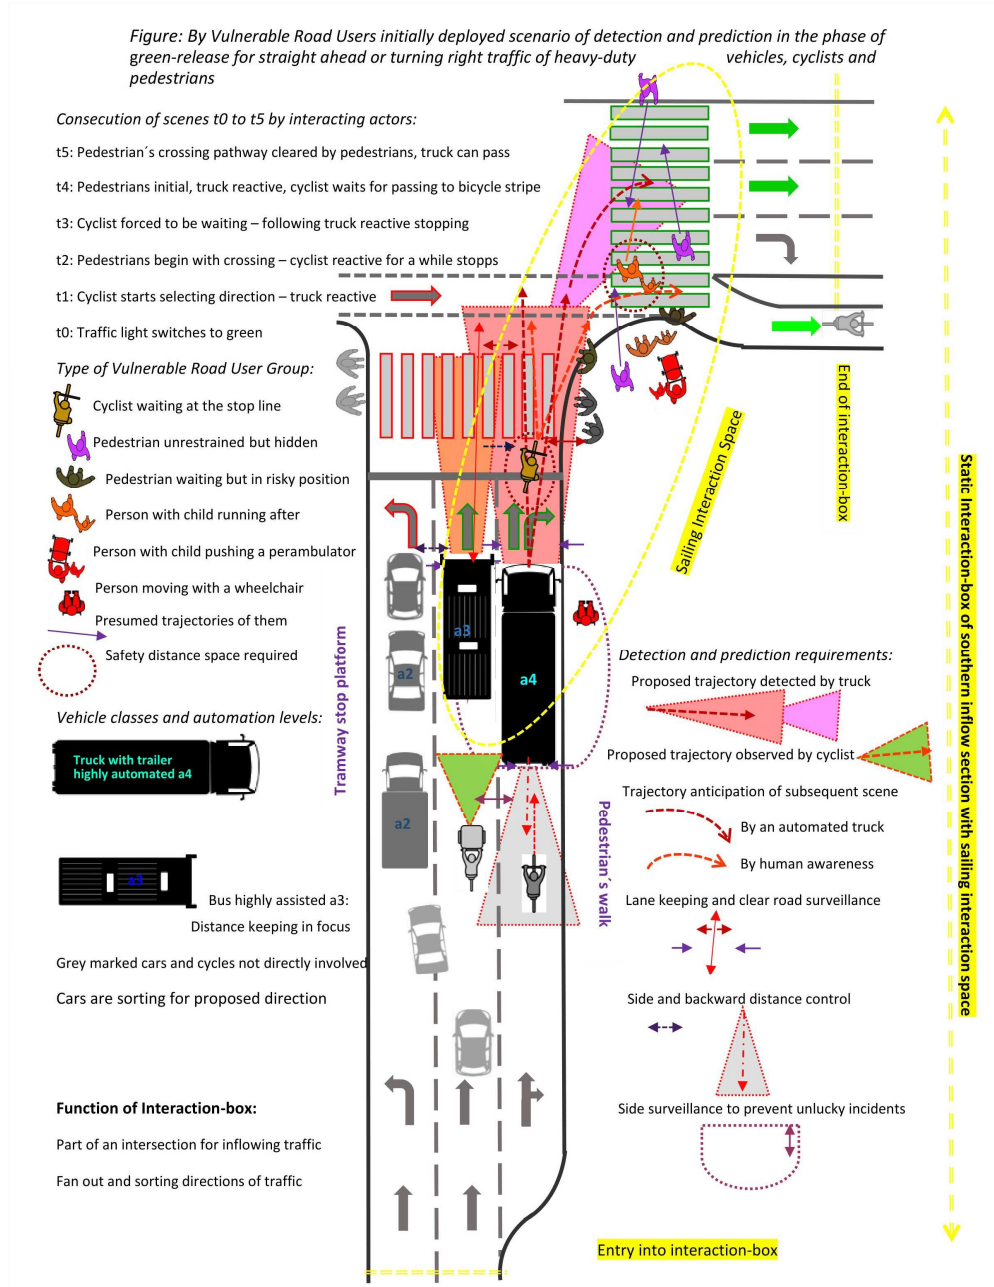 Figure: By Vulnerable Road Users initially deployed scenario of detection and prediction in the phase of
green-release for straight ahead or turning right traffic of heavy-duty vehicles, cyclists and
pedestrians
Consecution of scenes t0 to t5 by interacting actors:
t5: Pedestrian´s crossing pathway cleared by pedestrians, truck can pass
t4: Pedestrians initial, truck reactive, cyclist waits for passing to bicycle stripe
t3: Cyclist forced to be waiting – following truck reactive stopping
t2: Pedestrians begin with crossing – cyclist reactive for a while stopps
t1: Cyclist starts selecting direction – truck reactive
t0: Traffic light switches to green
Type of Vulnerable Road User Group:
Cyclist waiting at the stop line
Pedestrian unrestrained but hidden
Pedestrian waiting but in risky position
Person with child running after
Person with child pushing a perambulator
Person moving with a wheelchair
Presumed trajectories of them
Safety distance space required
Vehicle classes and automation levels:
Truck with trailer
highly automated a4
a3
Bus highly assisted a3:
Distance keeping in focus
Grey marked cars and cycles not directly involved
Cars are sorting for proposed direction
Function of Interaction-box:
Part of an intersection for inflowing traffic
Fan out and sorting directions of traffic
Tramway stop platform
a3
a2
a4
a2
Pedestrian´s walk
Sailing Interaction Space
End of interaction-box
Static Interaction-box of southern inflow section with sailing interaction space
Detection and prediction requirements:
Proposed trajectory detected by truck
Proposed trajectory observed by cyclist
Trajectory anticipation of subsequent scene
By an automated truck
By human awareness
Lane keeping and clear road surveillance
Side and backward distance control
Side surveillance to prevent unlucky incidents
Entry into interaction-box